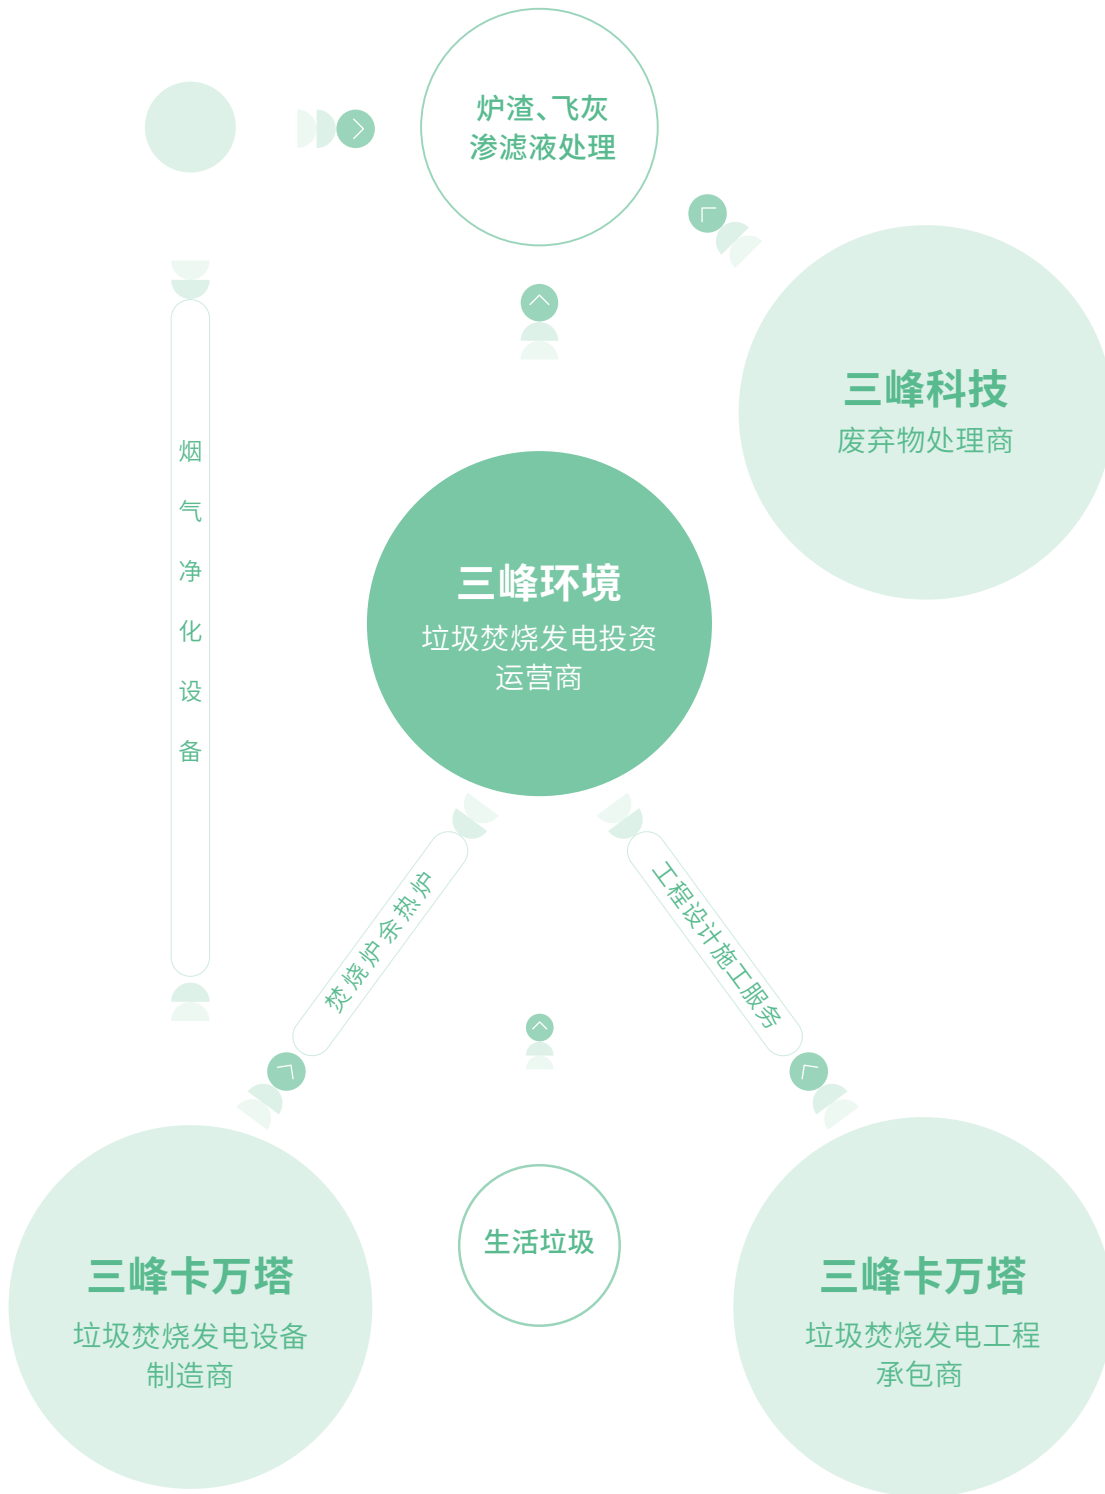 炉渣、飞灰
渗滤液处理
三峰科技
废弃物处理商
烟气净化设备
三峰环境
垃圾焚烧发电投资
运营商
焚烧炉余热炉
工程设计施工服务
三峰卡万塔
垃圾焚烧发电设备
制造商
生活垃圾
三峰卡万塔
垃圾焚烧发电工程
承包商